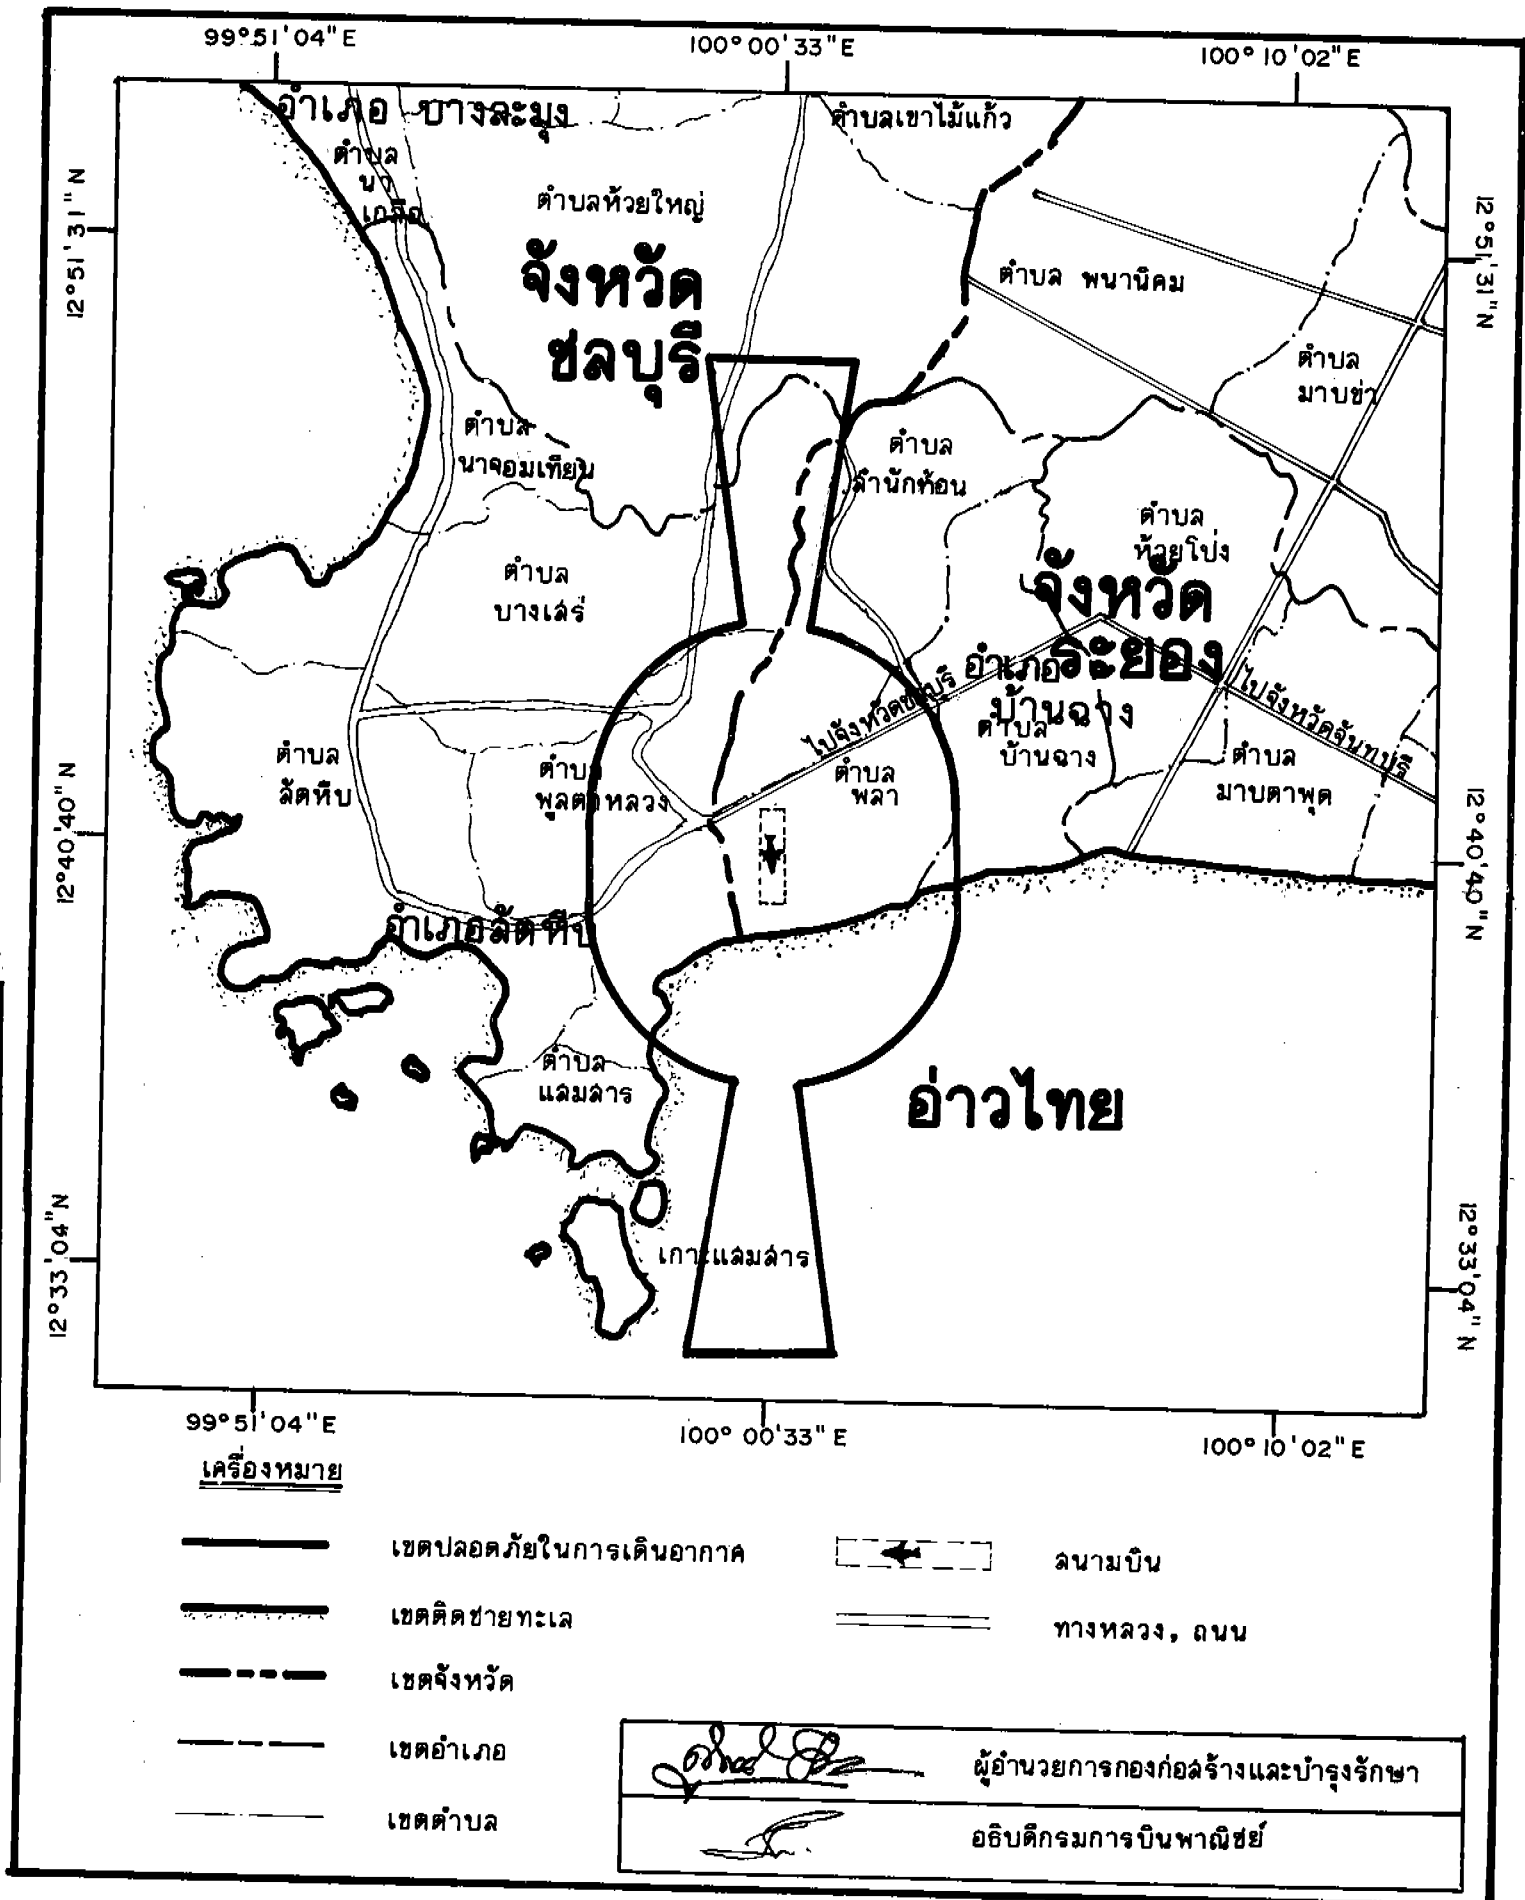 99°51'04"E
100°00'33"E
100°10'02"E
12°51'31"N
12°51'31"N
12°40'40"N
12°40'40"N
12°33'04"N
12°33'04"N
อำเภอ บางละมุง
ตำบลเขาไม้แก้ว
ตำบล
นา
เกลือ
ตำบลห้วยใหญ่
จังหวัด
ชลบุรี
ตำบล พนานิคม
ตำบล
มาบข่า
ตำบล
นาจอมเทียน
ตำบล
สำนักท้อน
ตำบล
ห้วยโป่ง
ตำบล
บางเสร่
จังหวัด
ระยอง
อำเภอ
บ้านฉาง
ไปจังหวัดชลบุรี
ไปจังหวัดจันทบุรี
ตำบล
บ้านฉาง
ตำบล
สัตหีบ
ตำบล
พูลตาหลวง
ตำบล
พลา
ตำบล
มาบตาพุด
อำเภอสัตหีบ
ตำบล
แสมสาร
อ่าวไทย
เกาะแสมสาร
99°51'04"E
100°00'33"E
100°10'02"E
เครื่องหมาย
เขตปลอดภัยในการเดินอากาศ
สนามบิน
เขตติดชายทะเล
ทางหลวง, ถนน
เขตจังหวัด
เขตอำเภอ
เขตตำบล
ผู้อำนวยการกองก่อสร้างและบำรุงรักษา
อธิบดีกรมการบินพาณิชย์